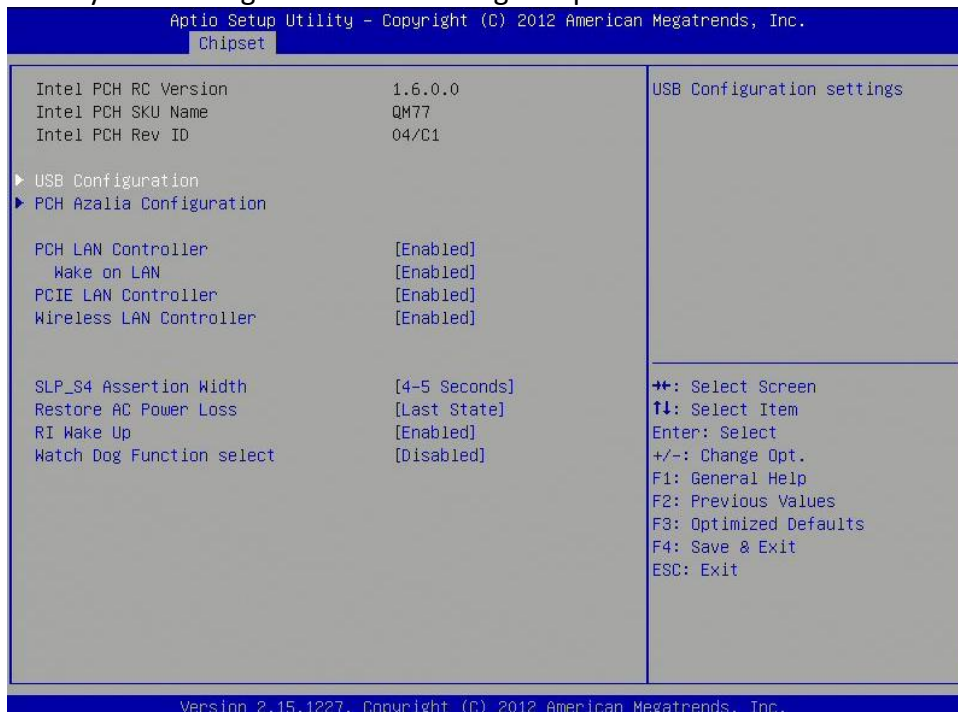 Aptio Setup Utility – Copyright (C) 2012 American Megatrends, Inc.
Chipset
Intel PCH RC Version 1.6.0.0
Intel PCH SKU Name QM77
Intel PCH Rev ID 04/C1
USB Configuration
PCH Azalia Configuration
PCH LAN Controller [Enabled]
Wake on LAN [Enabled]
PCIE LAN Controller [Enabled]
Wireless LAN Controller [Enabled]
SLP_S4 Assertion Width [4-5 Seconds]
Restore AC Power Loss [Last State]
RI Wake Up [Enabled]
Watch Dog Function select [Disabled]
USB Configuration settings
→←: Select Screen
↑↓: Select Item
Enter: Select
+/-: Change Opt.
F1: General Help
F2: Previous Values
F3: Optimized Defaults
F4: Save & Exit
ESC: Exit
Version 2.15.1227. Copyright (C) 2012 American Megatrends, Inc.